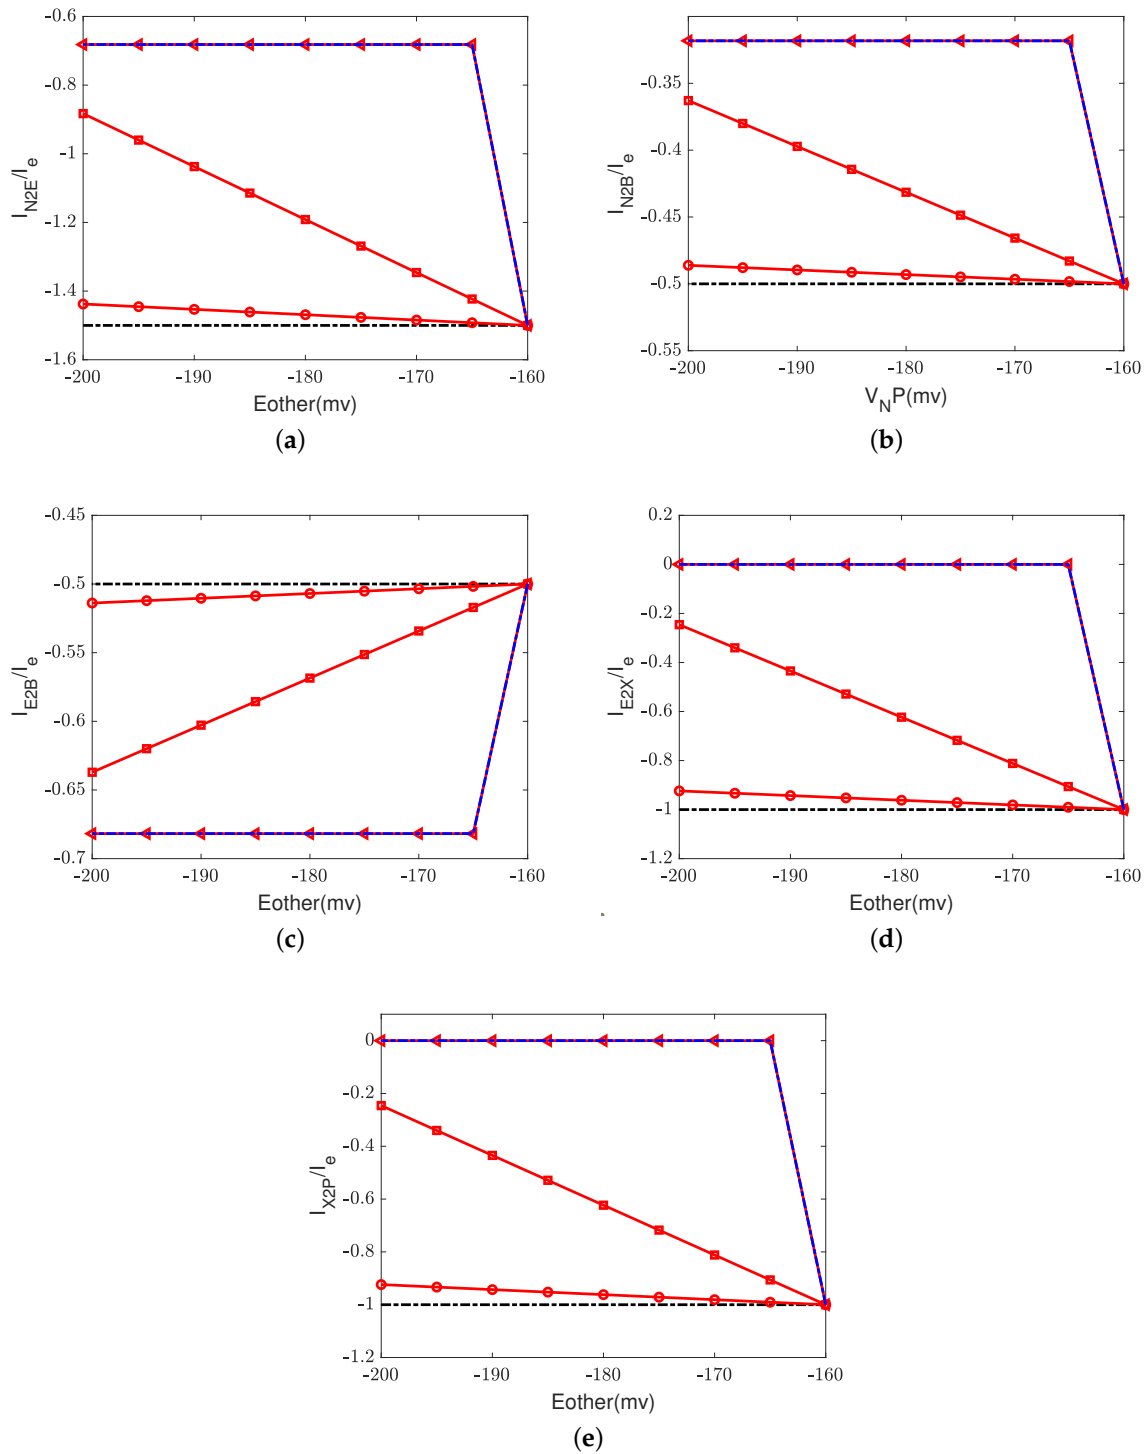 -0.6
-0.8
-1
-1.2
-1.4
-1.6
I_N2E/I_e
-200 -190 -180 -170 -160
Eother(mv)
(a)
-0.35
-0.4
-0.45
-0.5
-0.55
I_N2B/I_e
-200 -190 -180 -170 -160
V_NP(mv)
(b)
-0.45
-0.5
-0.55
-0.6
-0.65
-0.7
I_E2B/I_e
-200 -190 -180 -170 -160
Eother(mv)
(c)
0.2
0
-0.2
-0.4
-0.6
-0.8
-1
-1.2
I_E2X/I_e
-200 -190 -180 -170 -160
Eother(mv)
(d)
0
-0.2
-0.4
-0.6
-0.8
-1
-1.2
I_X2P/I_e
-200 -190 -180 -170 -160
Eother(mv)
(e)